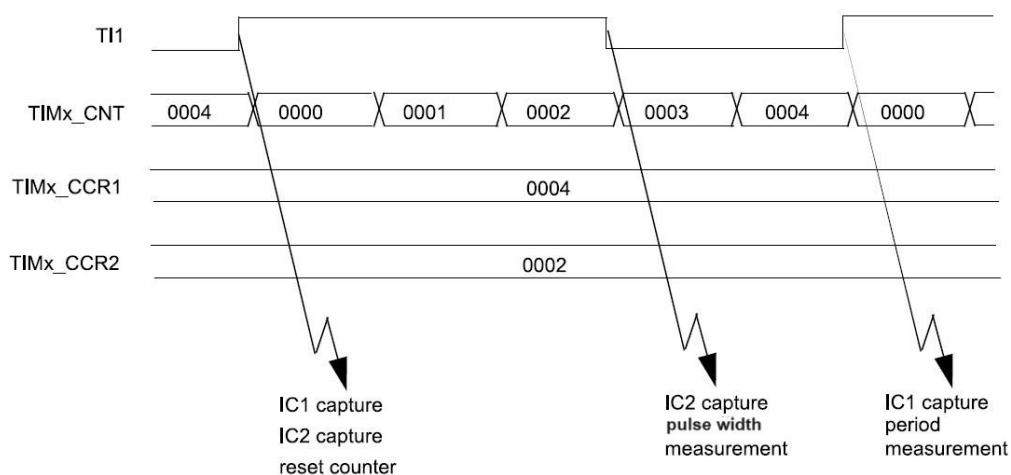 TI1
TIMx_CNT 0004 0000 0001 0002 0003 0004 0000
TIMx_CCR1 0004
TIMx_CCR2 0002
IC1 capture
IC2 capture
reset counter
IC2 capture
pulse width
measurement
IC1 capture
period
measurement